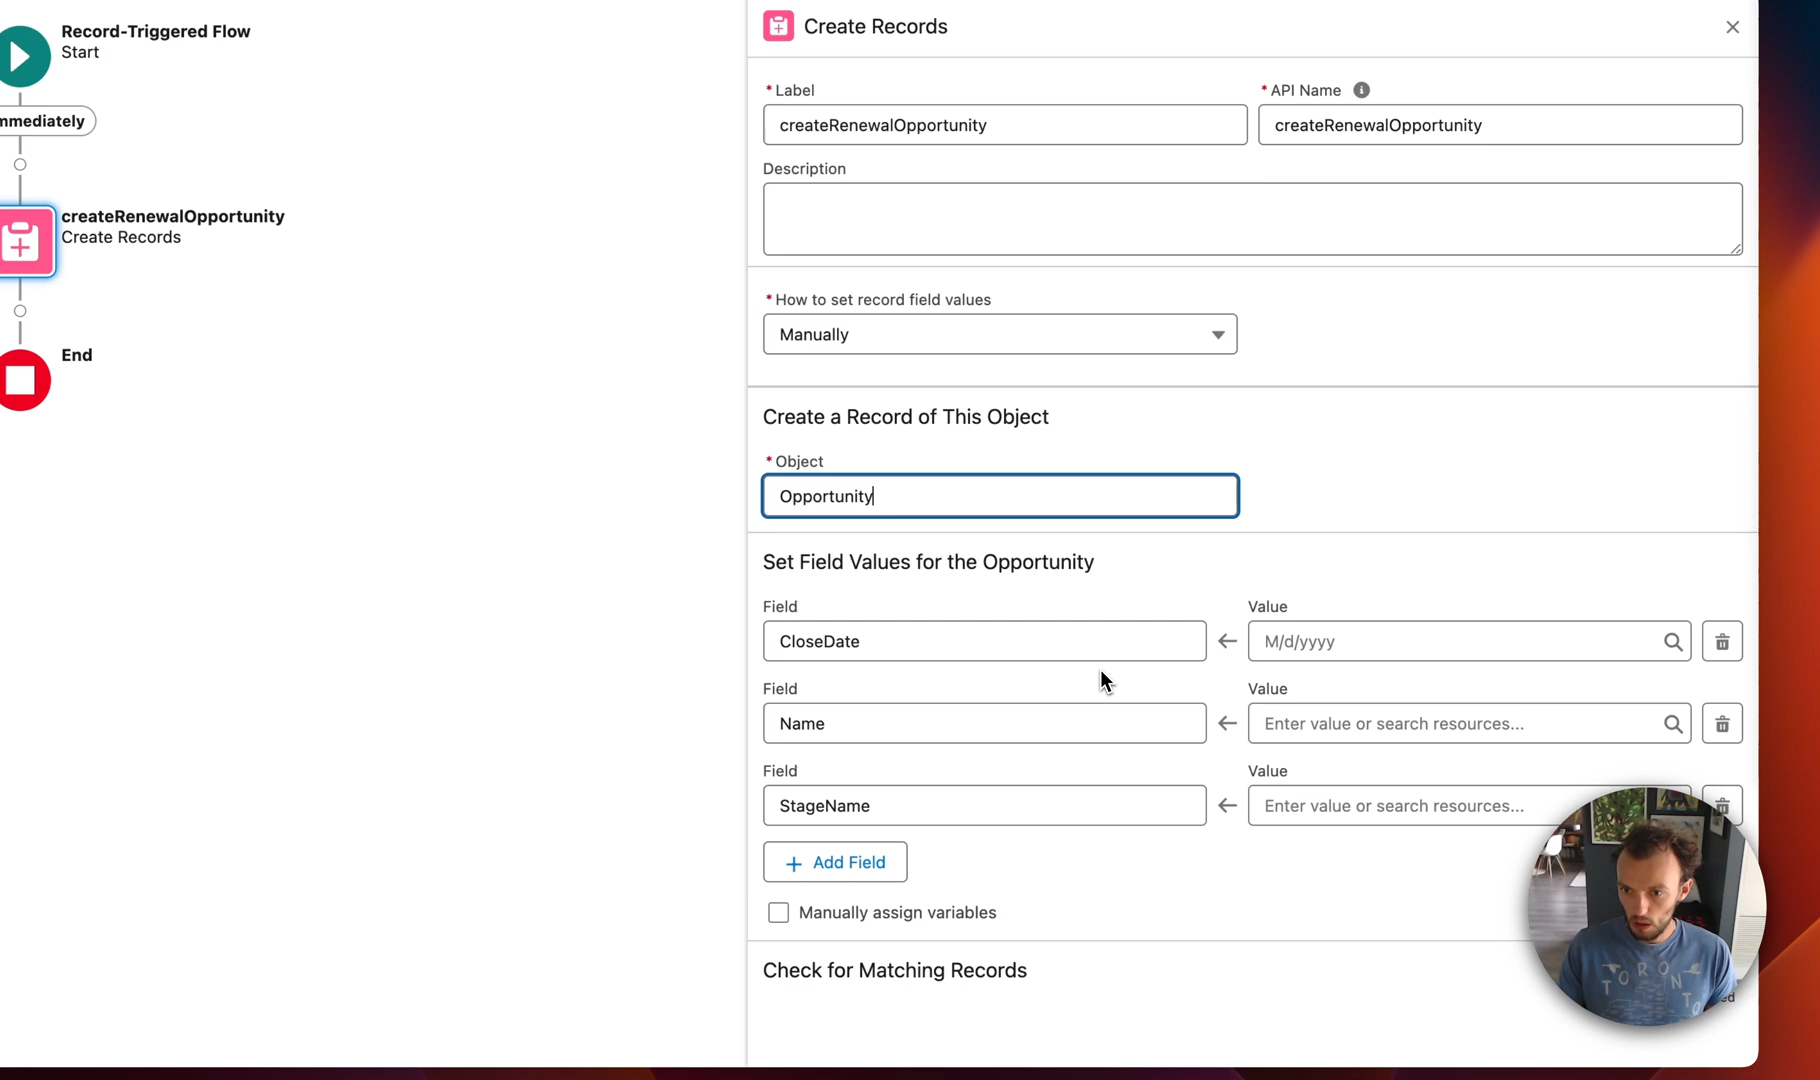 Record-Triggered Flow
Start
mmediately
createRenewalOpportunity
Create Records
End
Create Records
* Label
* API Name
createRenewalOpportunity
createRenewalOpportunity
Description
* How to set record field values
Manually
Create a Record of This Object
* Object
Opportunity
Set Field Values for the Opportunity
Field
Value
CloseDate
M/d/yyyy
Field
Value
Name
Enter value or search resources...
Field
Value
StageName
Enter value or search resources...
+ Add Field
Manually assign variables
Check for Matching Records
TORONTO
ed